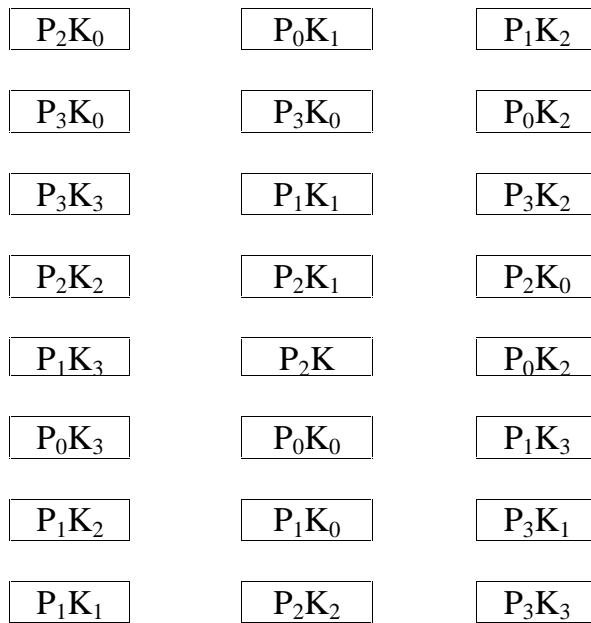 P₂K₀ P₀K₁ P₁K₂
P₃K₀ P₃K₀ P₀K₂
P₃K₃ P₁K₁ P₃K₂
P₂K₂ P₂K₁ P₂K₀
P₁K₃ P₂K P₀K₂
P₀K₃ P₀K₀ P₁K₃
P₁K₂ P₁K₀ P₃K₁
P₁K₁ P₂K₂ P₃K₃